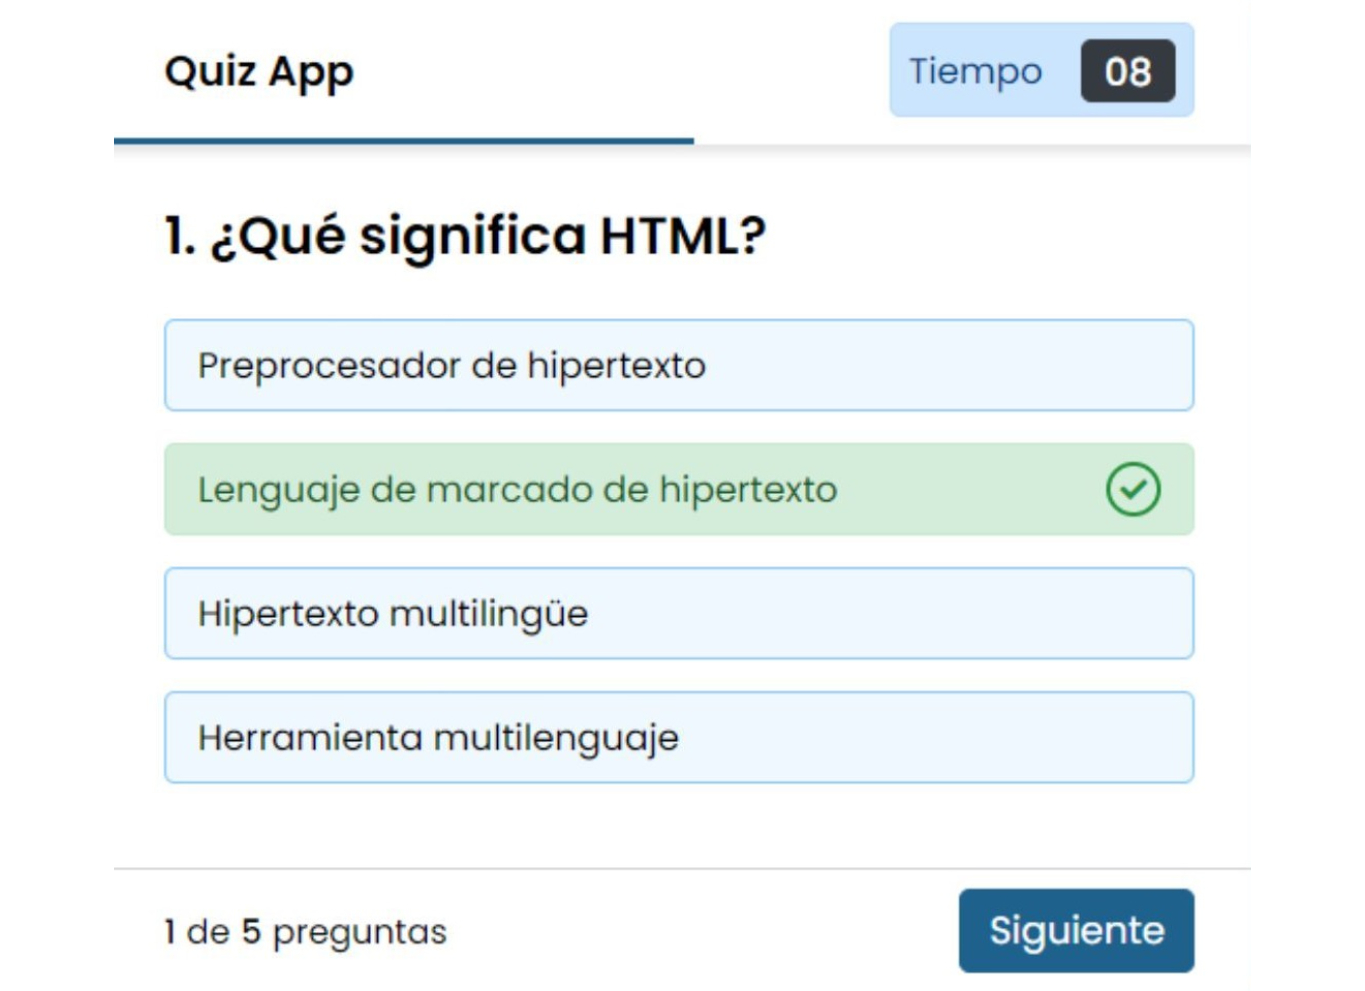 Quiz App
Tiempo 08
1. ¿Qué significa HTML?
Preprocesador de hipertexto
Lenguaje de marcado de hipertexto
Hipertexto multilingüe
Herramienta multilenguaje
1 de 5 preguntas
Siguiente